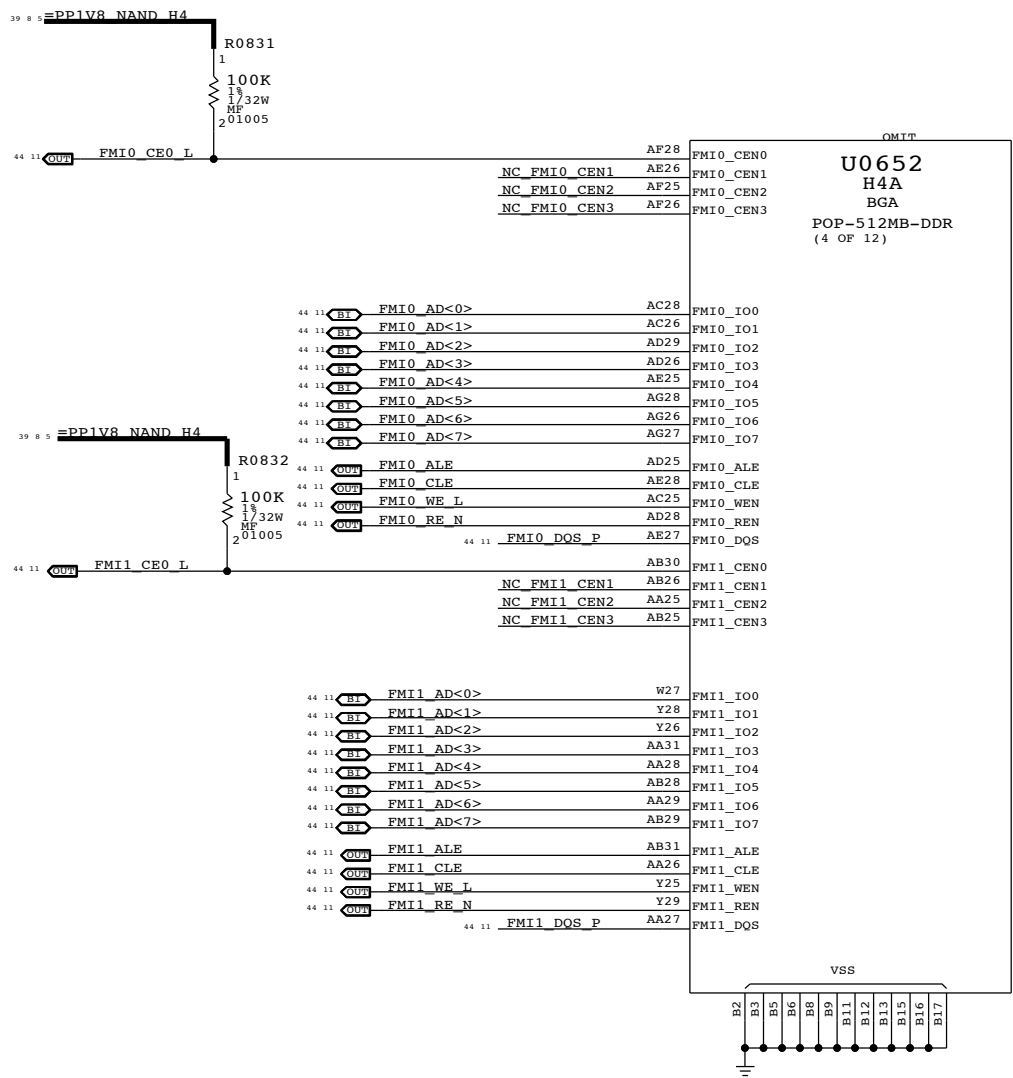 39 8 5 =PP1V8_NAND_H4
R0831
1
100K
1%
1/32W
MF
01005
2
OMIT
44 11 OUT FMI0_CE0_L AF28 FMI0_CEN0
U0652
H4A
BGA
POP-512MB-DDR
(4 OF 12)
NC_FMI0_CEN1 AE26 FMI0_CEN1
NC_FMI0_CEN2 AF25 FMI0_CEN2
NC_FMI0_CEN3 AF26 FMI0_CEN3
44 11 BI FMI0_AD<0> AC28 FMI0_IO0
44 11 BI FMI0_AD<1> AC26 FMI0_IO1
44 11 BI FMI0_AD<2> AD29 FMI0_IO2
44 11 BI FMI0_AD<3> AD26 FMI0_IO3
44 11 BI FMI0_AD<4> AE25 FMI0_IO4
44 11 BI FMI0_AD<5> AG28 FMI0_IO5
44 11 BI FMI0_AD<6> AG26 FMI0_IO6
44 11 BI FMI0_AD<7> AG27 FMI0_IO7
39 8 5 =PP1V8_NAND_H4
R0832
1
100K
1%
1/32W
MF
01005
2
44 11 OUT FMI0_ALE AD25 FMI0_ALE
44 11 OUT FMI0_CLE AE28 FMI0_CLE
44 11 OUT FMI0_WE_L AC25 FMI0_WEN
44 11 OUT FMI0_RE_N AD28 FMI0_REN
44 11 FMI0_DQS_P AE27 FMI0_DQS
44 11 OUT FMI1_CE0_L AB30 FMI1_CEN0
NC_FMI1_CEN1 AB26 FMI1_CEN1
NC_FMI1_CEN2 AA25 FMI1_CEN2
NC_FMI1_CEN3 AB25 FMI1_CEN3
44 11 BI FMI1_AD<0> W27 FMI1_IO0
44 11 BI FMI1_AD<1> Y28 FMI1_IO1
44 11 BI FMI1_AD<2> Y26 FMI1_IO2
44 11 BI FMI1_AD<3> AA31 FMI1_IO3
44 11 BI FMI1_AD<4> AA28 FMI1_IO4
44 11 BI FMI1_AD<5> AB28 FMI1_IO5
44 11 BI FMI1_AD<6> AA29 FMI1_IO6
44 11 BI FMI1_AD<7> AB29 FMI1_IO7
44 11 OUT FMI1_ALE AB31 FMI1_ALE
44 11 OUT FMI1_CLE AA26 FMI1_CLE
44 11 OUT FMI1_WE_L Y25 FMI1_WEN
44 11 OUT FMI1_RE_N Y29 FMI1_REN
44 11 FMI1_DQS_P AA27 FMI1_DQS
VSS
B2 B3 B5 B6 B8 B9 B11 B12 B13 B15 B16 B17